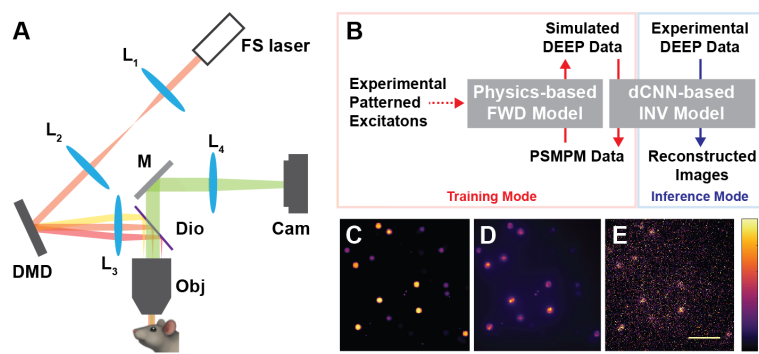 A
FS laser
L1
L2
M
L4
Dio
Cam
DMD
L3
Obj
B
Simulated
DEEP Data
Experimental
DEEP Data
Experimental
Patterned
Excitatons
Physics-based
FWD Model
dCNN-based
INV Model
PSMPM Data
Reconstructed
Images
Training Mode
Inference Mode
C
D
E